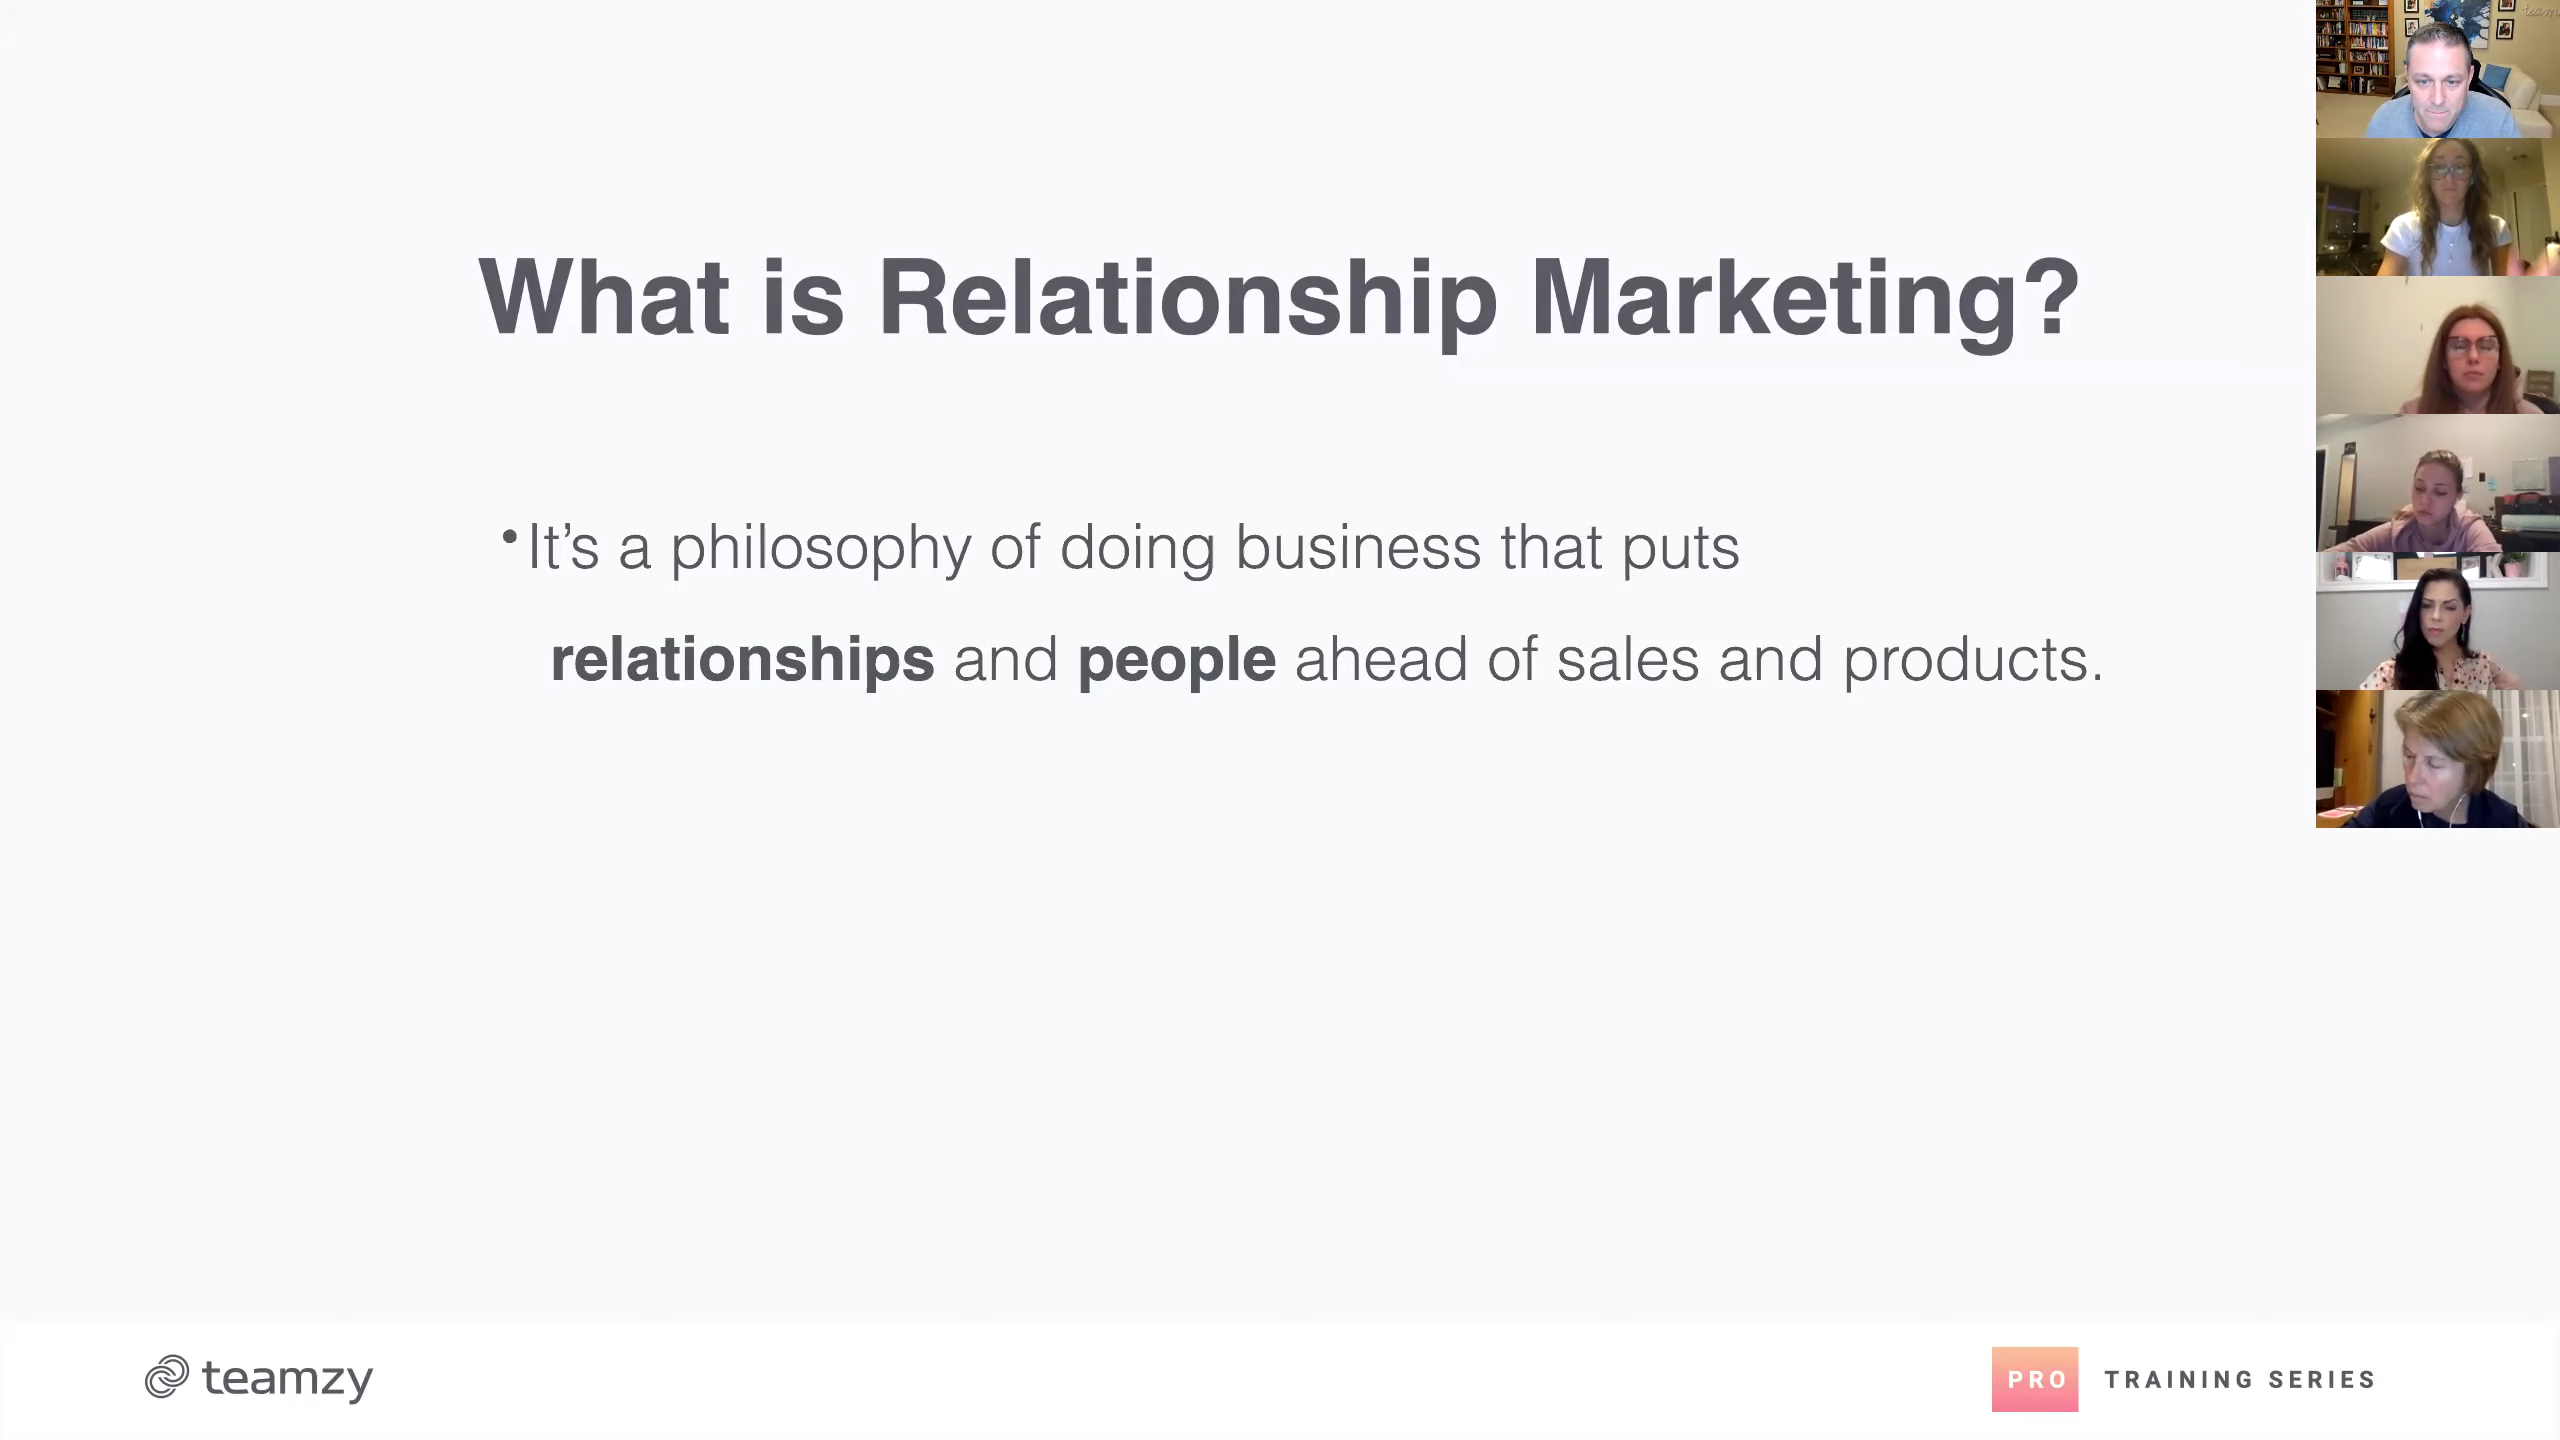 What is Relationship Marketing?
• It’s a philosophy of doing business that puts
relationships and people ahead of sales and products.
teamzy
PRO TRAINING SERIES